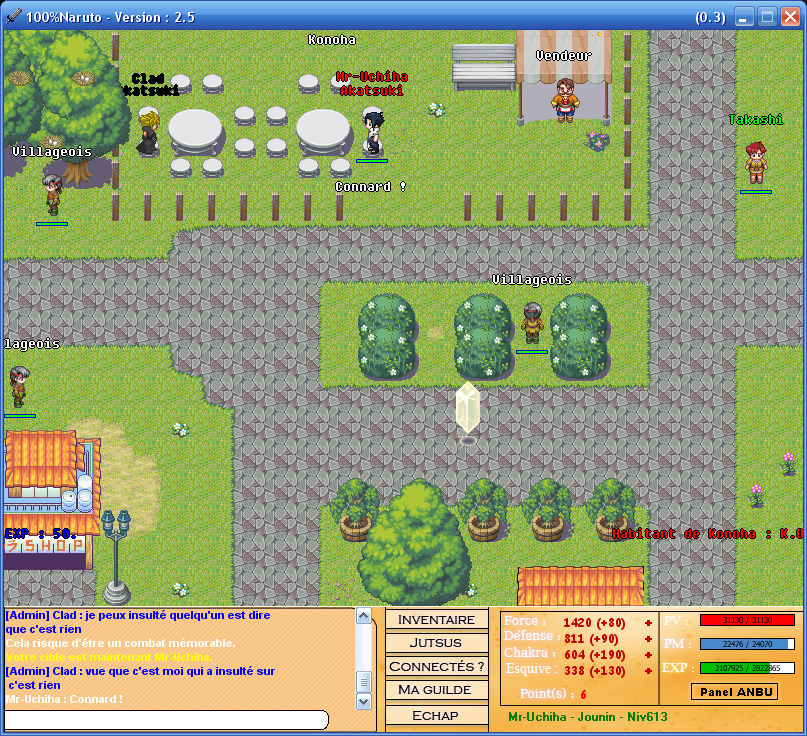 100%Naruto - Version : 2.5
(0.3)
Konoha
Vendeur
Clad
katsuki
Mr-Uchiha
Akatsuki
Takashi
Villageois
Connard !
Villageois
lageois
EXP : 50.
SHOP
Habitant de Konoha : K.O
[Admin] Clad : je peux insulté quelqu'un est dire
que c'est rien
Cela risque d'être un combat mémorable.
Votre cible est maintenant Mr-Uchiha.
[Admin] Clad : vue que c'est moi qui a insulté sur
c'est rien
Mr-Uchiha : Connard !
INVENTAIRE
JUTSUS
CONNECTÉS ?
MA GUILDE
ECHAP
Force : 1420 (+80) +
Défense : 811 (+90) +
Chakra : 604 (+190) +
Esquive : 338 (+130) +
Point(s) : 6
PV : 31130 / 31130
PM : 22476 / 24070
EXP : 2107925 / 2822865
Panel ANBU
Mr-Uchiha - Jounin - Niv613